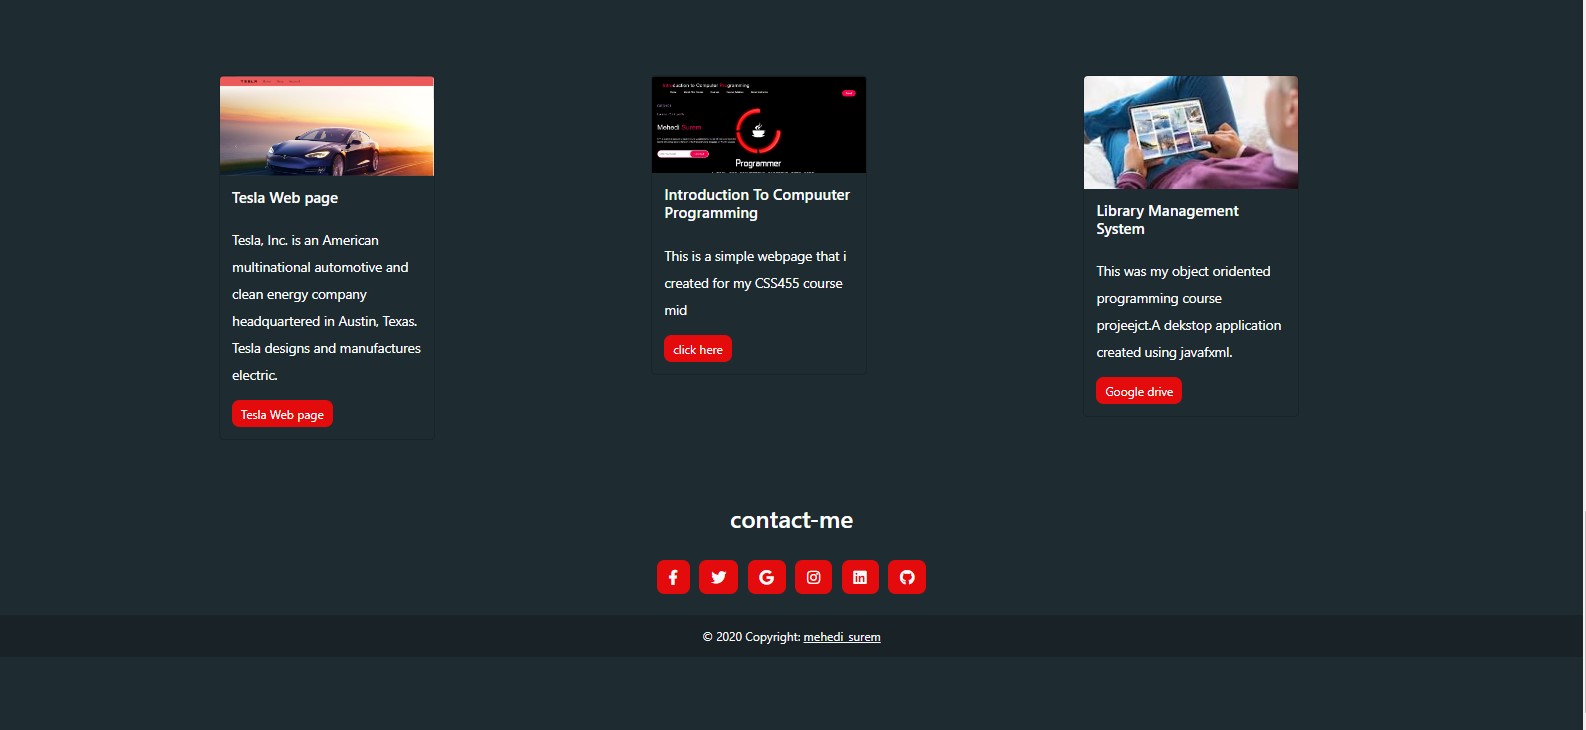 TESLA
Introduction to Computer Programming
Mehedi Surem
Programmer
Tesla Web page
Tesla, Inc. is an American
multinational automotive and
clean energy company
headquartered in Austin, Texas.
Tesla designs and manufactures
electric.
Tesla Web page
Introduction To Compuuter
Programming
This is a simple webpage that i
created for my CSS455 course
mid
click here
Library Management
System
This was my object oridented
programming course
projeejct.A dekstop application
created using javafxml.
Google drive
contact-me
© 2020 Copyright: mehedi_surem